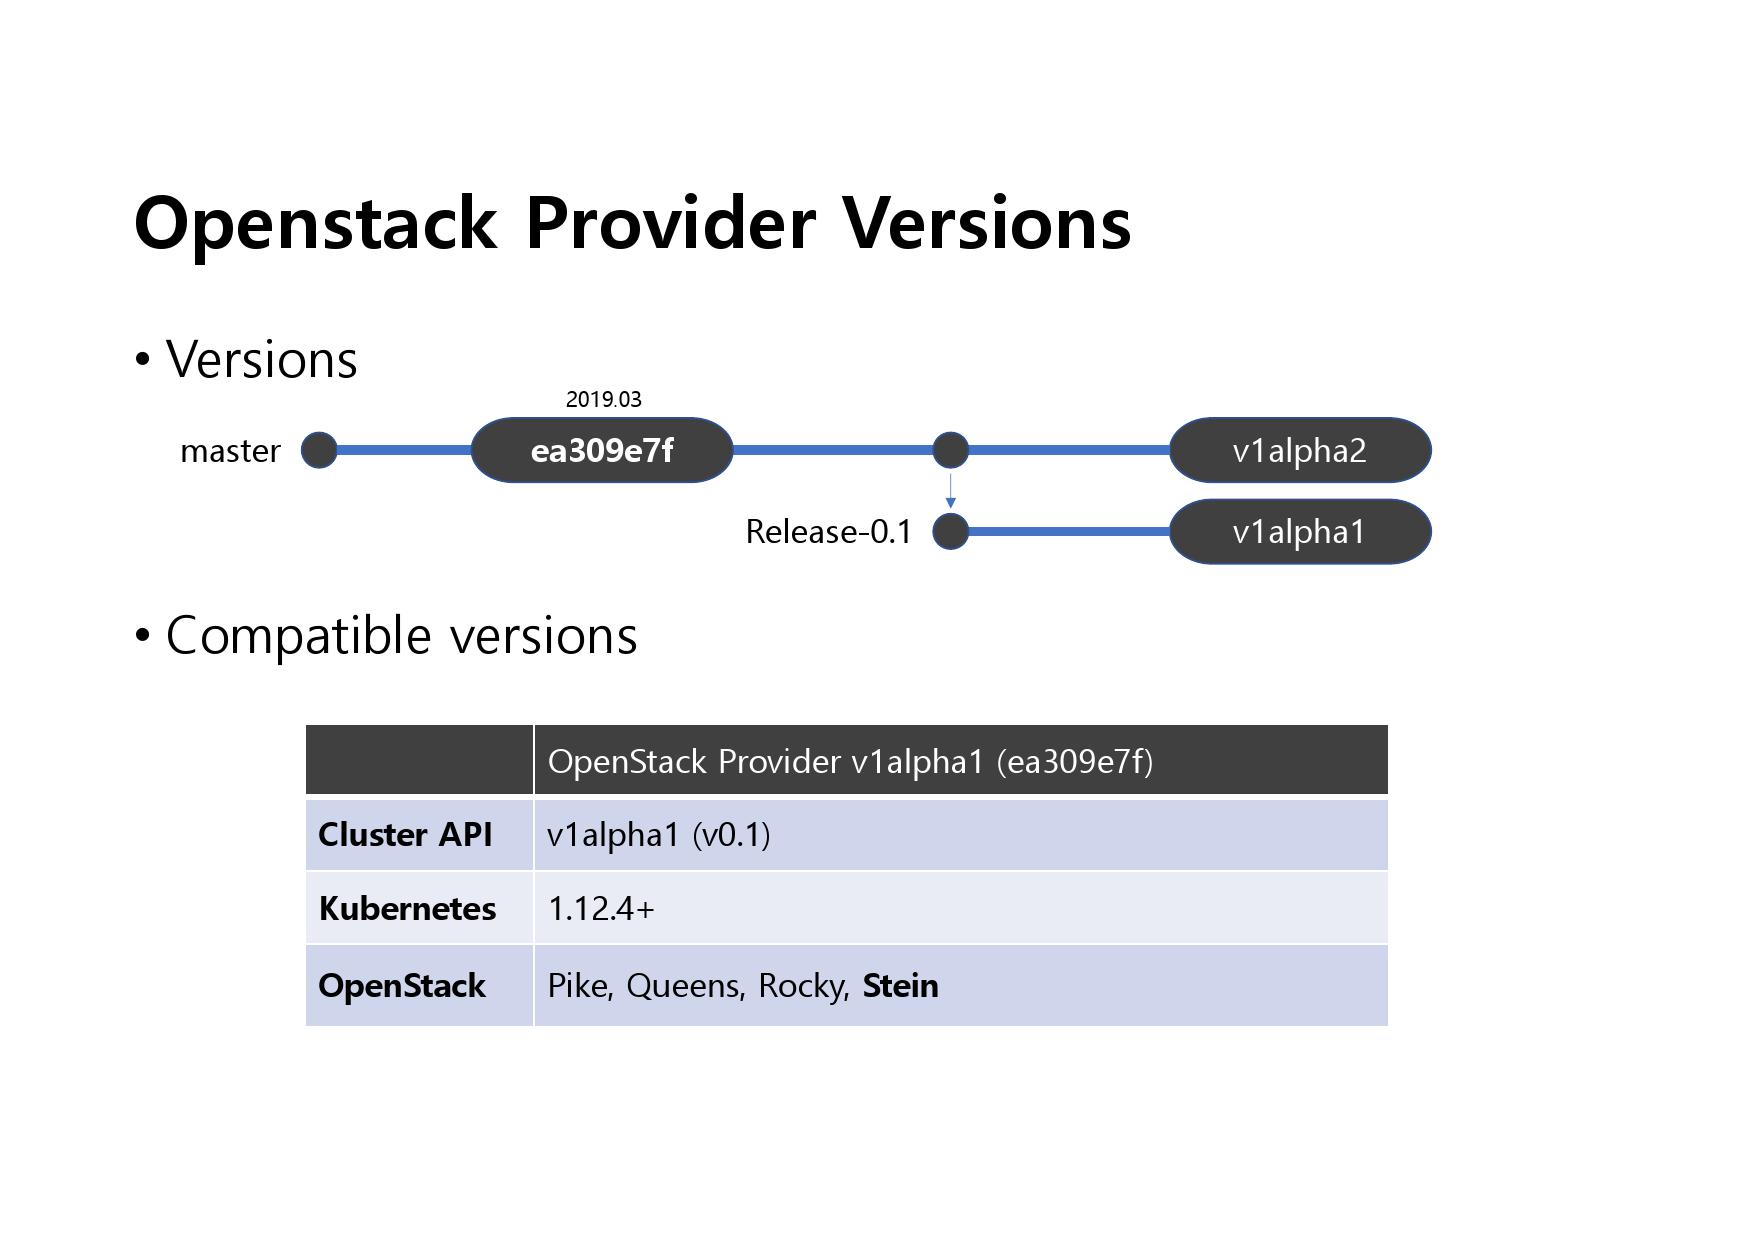 Openstack Provider Versions
• Versions
2019.03
master
ea309e7f
v1alpha2
Release-0.1
v1alpha1
• Compatible versions
OpenStack Provider v1alpha1 (ea309e7f)
Cluster API v1alpha1 (v0.1)
Kubernetes 1.12.4+
OpenStack Pike, Queens, Rocky, Stein